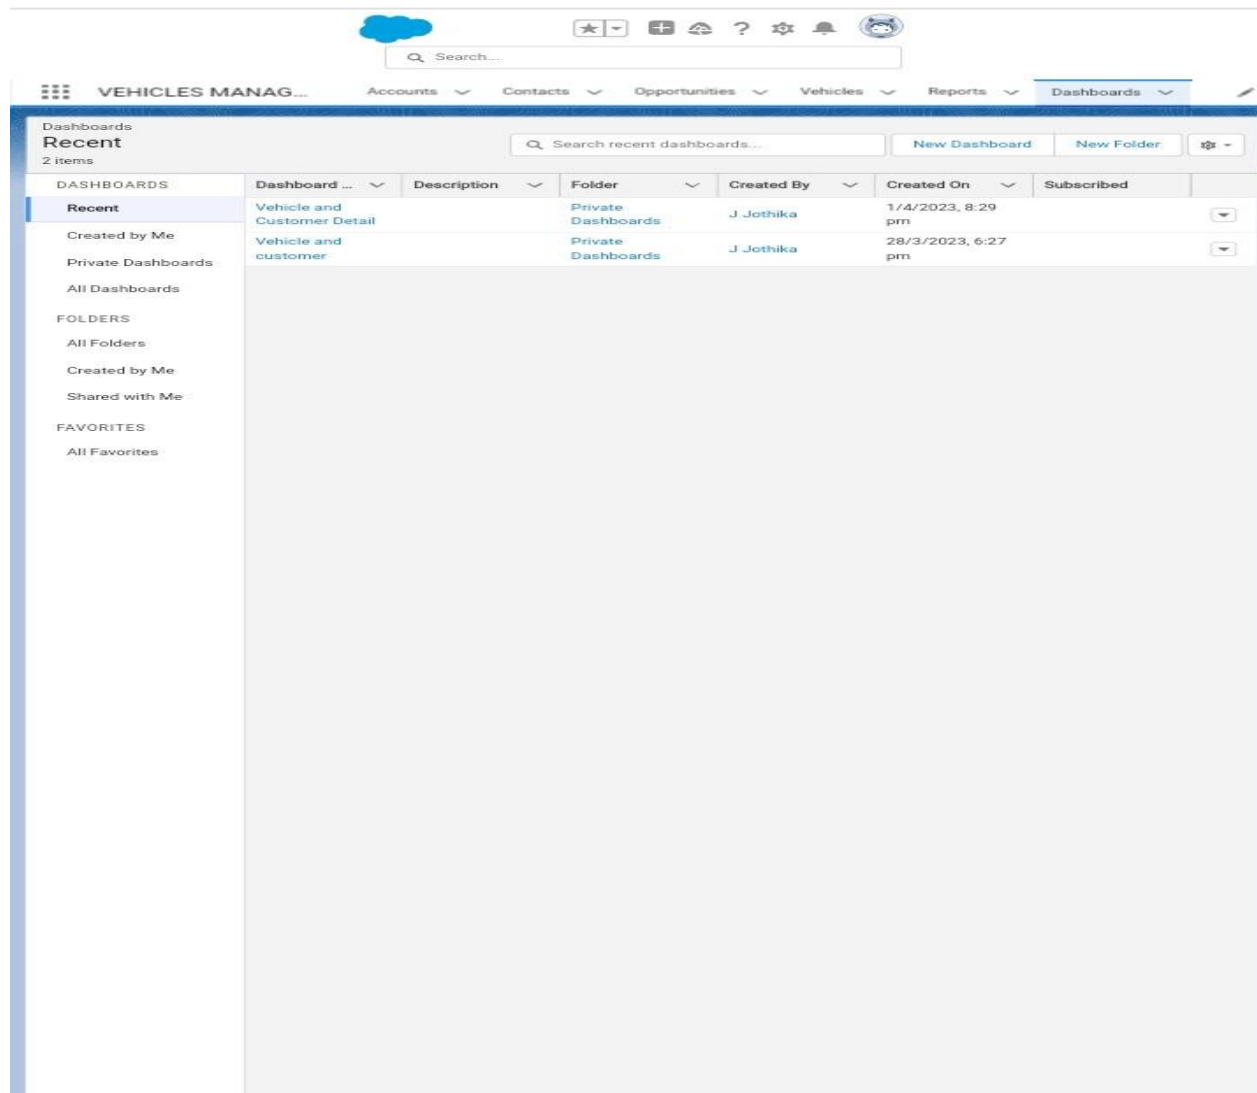 Search...
VEHICLES MANAG... Accounts Contacts Opportunities Vehicles Reports Dashboards
Dashboards
Recent
2 items
Search recent dashboards...
New Dashboard New Folder
DASHBOARDS
Recent
Created by Me
Private Dashboards
All Dashboards
FOLDERS
All Folders
Created by Me
Shared with Me
FAVORITES
All Favorites
Dashboard ... Description Folder Created By Created On Subscribed
Vehicle and Private 1/4/2023, 8:29
Customer Detail Dashboards J Jothika pm
Vehicle and Private 28/3/2023, 6:27
customer Dashboards J Jothika pm